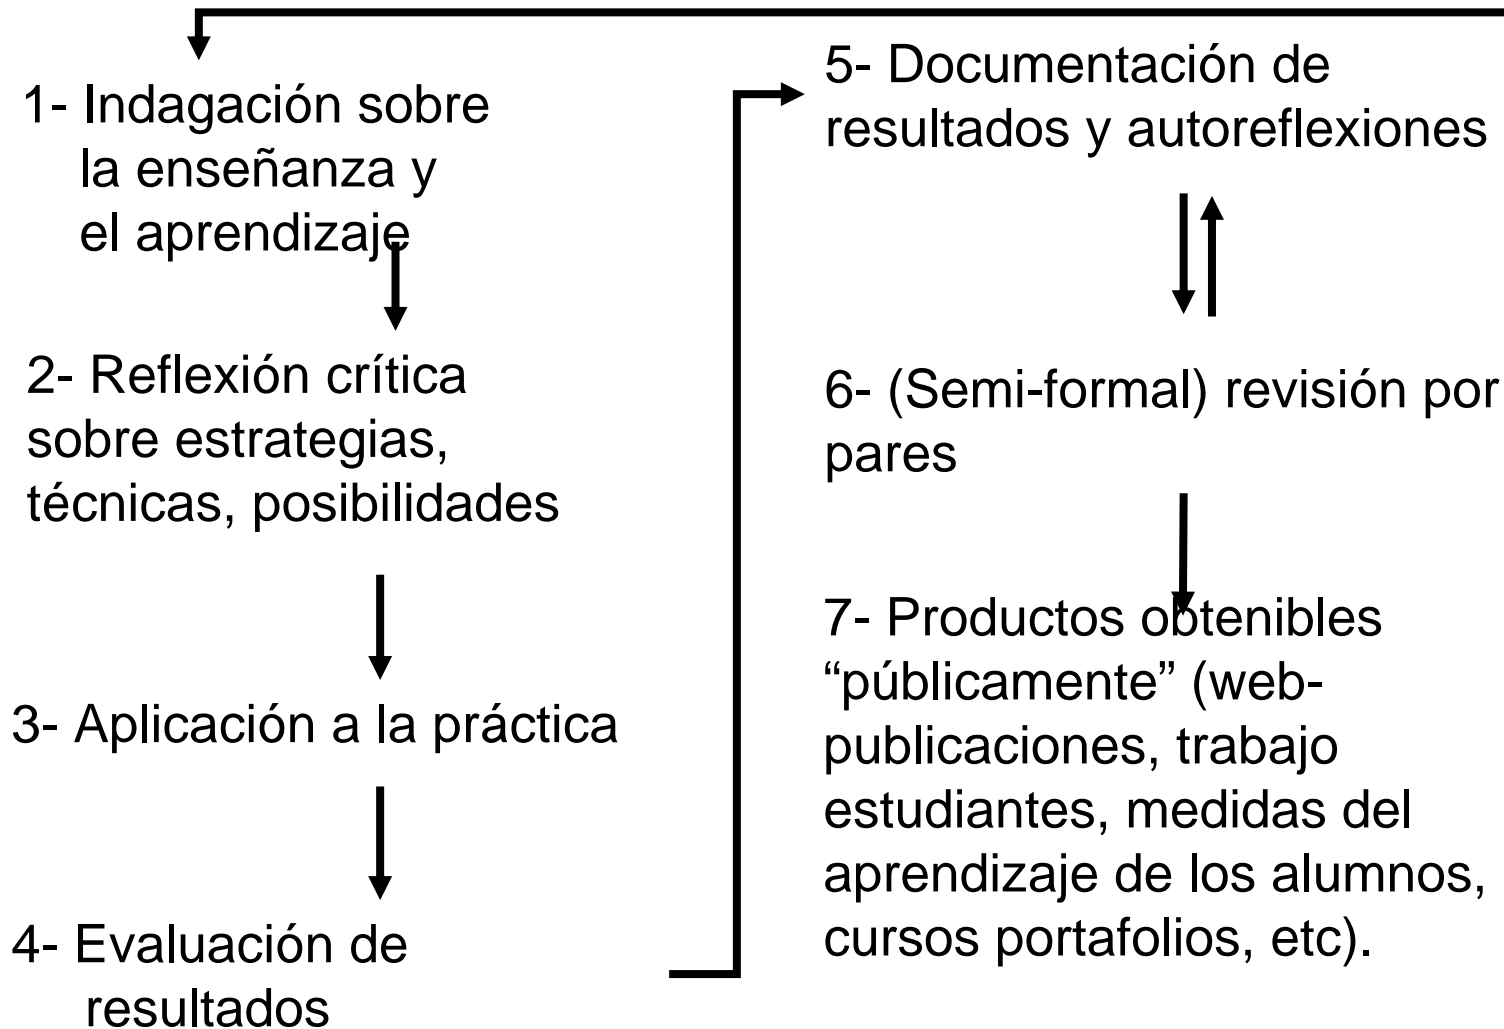 1- Indagación sobre
la enseñanza y
el aprendizaje
2- Reflexión crítica
sobre estrategias,
técnicas, posibilidades
3- Aplicación a la práctica
4- Evaluación de
resultados
5- Documentación de
resultados y autoreflexiones
6- (Semi-formal) revisión por
pares
7- Productos obtenibles
“públicamente” (web-
publicaciones, trabajo
estudiantes, medidas del
aprendizaje de los alumnos,
cursos portafolios, etc).